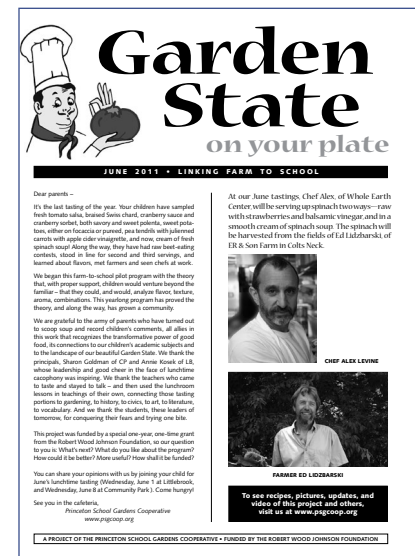 Garden
State
on your plate
JUNE 2011 • LINKING FARM TO SCHOOL
Dear parents –
It's the last tasting of the year. Your children have sampled
fresh tomato salsa, braised Swiss chard, cranberry sauce and
cranberry sorbet, both savory and sweet polenta, sweet pota-
toes, either on focaccia or pureed, pea tendrils with julienned
carrots with apple cider vinaigrette, and now, cream of fresh
spinach soup! Along the way, they have had raw beet-eating
contests, stood in line for second and third servings, and
learned about flavors, met farmers and seen chefs at work.
We began this farm-to-school pilot program with the theory
that, with proper support, children would venture beyond the
familiar – that they could, and would, analyze flavor, texture,
aroma, combinations. This yearlong program has proved the
theory, and along the way, has grown a community.
We are grateful to the army of parents who have turned out
to scoop soup and record children's comments, all allies in
this work that recognizes the transformative power of good
food, its connections to our children's academic subjects and
to the landscape of our beautiful Garden State. We thank the
principals, Sharon Goldman of CP and Annie Kosek of LB,
whose leadership and good cheer in the face of lunchtime
cacophony was inspiring. We thank the teachers who came
to taste and stayed to talk – and then used the lunchroom
lessons in teachings of their own, connecting those tasting
portions to gardening, to history, to civics, to art, to literature,
to vocabulary. And we thank the students, these leaders of
tomorrow, for conquering their fears and trying one bite.
This project was funded by a special one-year, one-time grant
from the Robert Wood Johnson Foundation, so our question
to you is: What's next? What do you like about the program?
How could it be better? More useful? How shall it be funded?
You can share your opinions with us by joining your child for
June's lunchtime tasting (Wednesday, June 1 at Littlebrook,
and Wednesday, June 8 at Community Park ). Come hungry!
See you in the cafeteria,
Princeton School Gardens Cooperative
www.psgcoop.org
At our June tastings, Chef Alex, of Whole Earth
Center, will be serving up spinach two ways—raw
with strawberries and balsamic vinegar, and in a
smooth cream of spinach soup. The spinach will
be harvested from the fields of Ed Lidzbarski, of
ER & Son Farm in Colts Neck.
CHEF ALEX LEVINE
FARMER ED LIDZBARSKI
To see recipes, pictures, updates, and
video of this project and others,
visit us at www.psgcoop.org
A PROJECT OF THE PRINCETON SCHOOL GARDENS COOPERATIVE • FUNDED BY THE ROBERT WOOD JOHNSON FOUNDATION